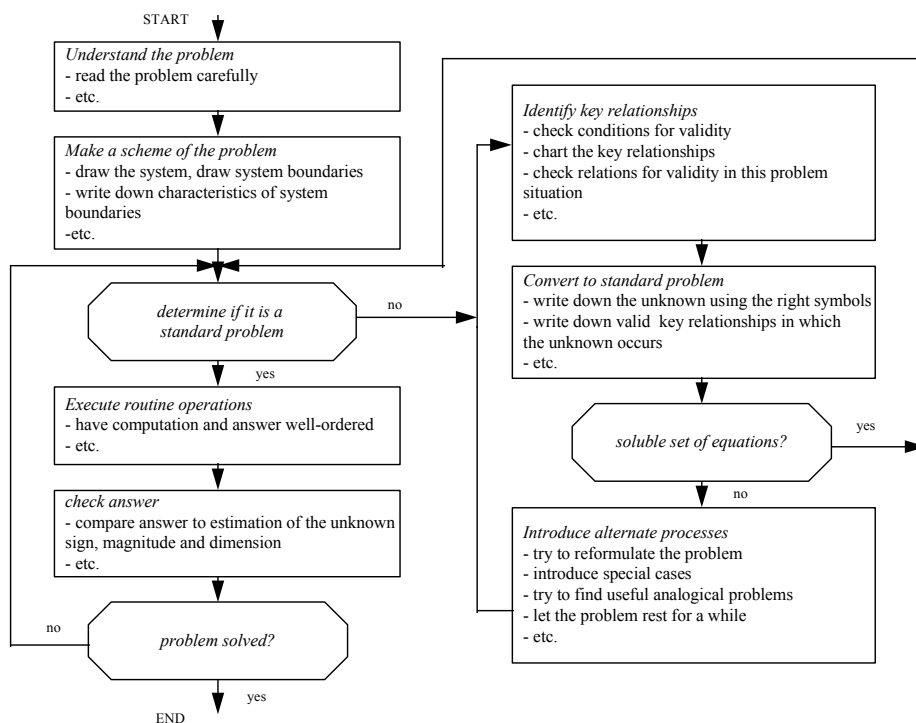 START
Understand the problem
- read the problem carefully
- etc.
Make a scheme of the problem
- draw the system, draw system boundaries
- write down characteristics of system
boundaries
-etc.
determine if it is a
standard problem
no
yes
Execute routine operations
- have computation and answer well-ordered
- etc.
check answer
- compare answer to estimation of the unknown
sign, magnitude and dimension
- etc.
no
problem solved?
yes
END
Identify key relationships
- check conditions for validity
- chart the key relationships
- check relations for validity in this problem
situation
- etc.
Convert to standard problem
- write down the unknown using the right symbols
- write down valid key relationships in which
the unknown occurs
- etc.
soluble set of equations?
yes
no
Introduce alternate processes
- try to reformulate the problem
- introduce special cases
- try to find useful analogical problems
- let the problem rest for a while
- etc.